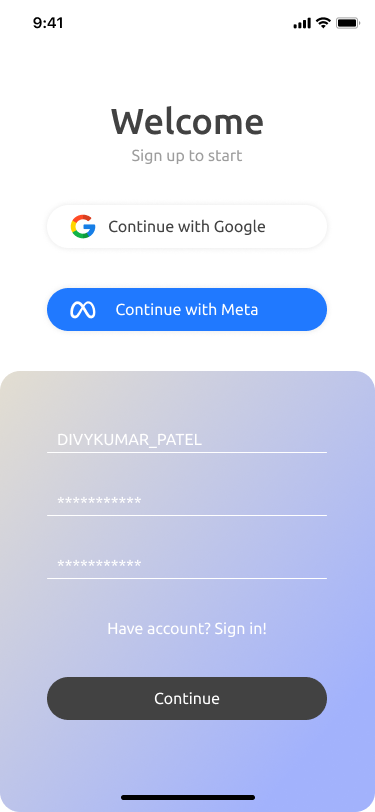 9:41
Welcome
Sign up to start
Continue with Google
Continue with Meta
DIVYKUMAR_PATEL
***********
***********
Have account? Sign in!
Continue